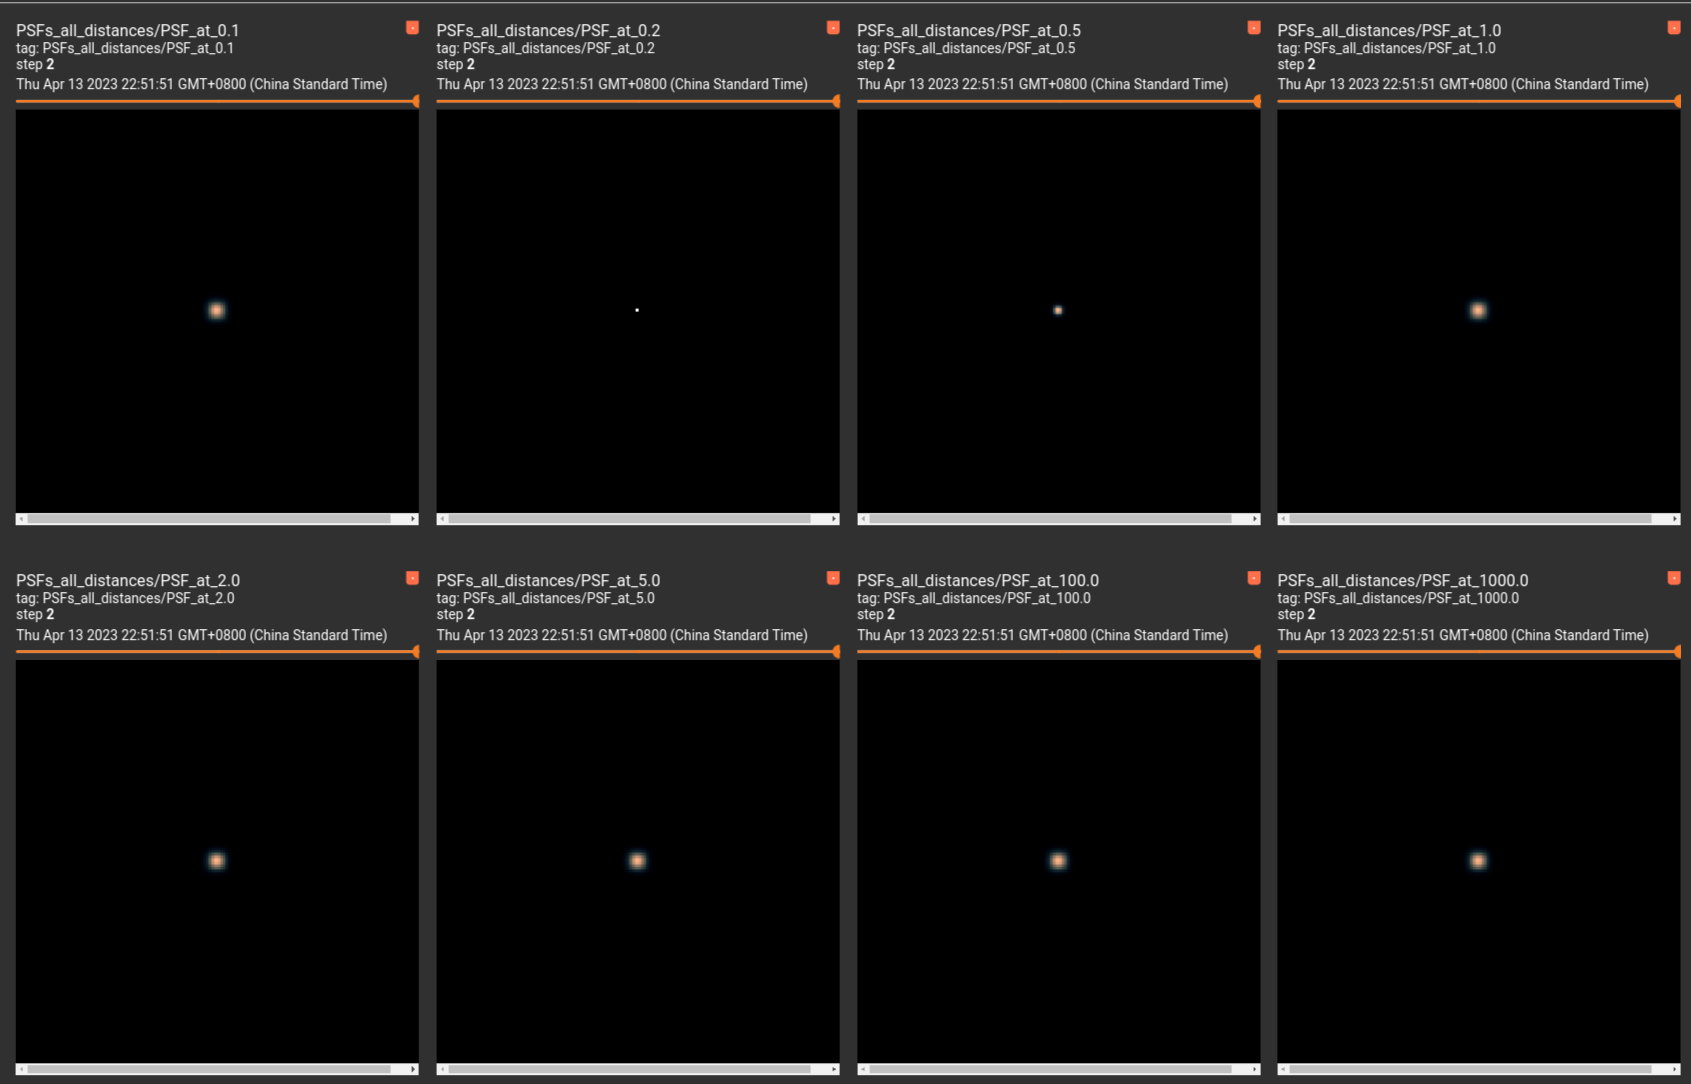 PSFs_all_distances/PSF_at_0.1
tag: PSFs_all_distances/PSF_at_0.1
step 2
Thu Apr 13 2023 22:51:51 GMT+0800 (China Standard Time)
PSFs_all_distances/PSF_at_0.2
tag: PSFs_all_distances/PSF_at_0.2
step 2
Thu Apr 13 2023 22:51:51 GMT+0800 (China Standard Time)
PSFs_all_distances/PSF_at_0.5
tag: PSFs_all_distances/PSF_at_0.5
step 2
Thu Apr 13 2023 22:51:51 GMT+0800 (China Standard Time)
PSFs_all_distances/PSF_at_1.0
tag: PSFs_all_distances/PSF_at_1.0
step 2
Thu Apr 13 2023 22:51:51 GMT+0800 (China Standard Time)
PSFs_all_distances/PSF_at_2.0
tag: PSFs_all_distances/PSF_at_2.0
step 2
Thu Apr 13 2023 22:51:51 GMT+0800 (China Standard Time)
PSFs_all_distances/PSF_at_5.0
tag: PSFs_all_distances/PSF_at_5.0
step 2
Thu Apr 13 2023 22:51:51 GMT+0800 (China Standard Time)
PSFs_all_distances/PSF_at_100.0
tag: PSFs_all_distances/PSF_at_100.0
step 2
Thu Apr 13 2023 22:51:51 GMT+0800 (China Standard Time)
PSFs_all_distances/PSF_at_1000.0
tag: PSFs_all_distances/PSF_at_1000.0
step 2
Thu Apr 13 2023 22:51:51 GMT+0800 (China Standard Time)